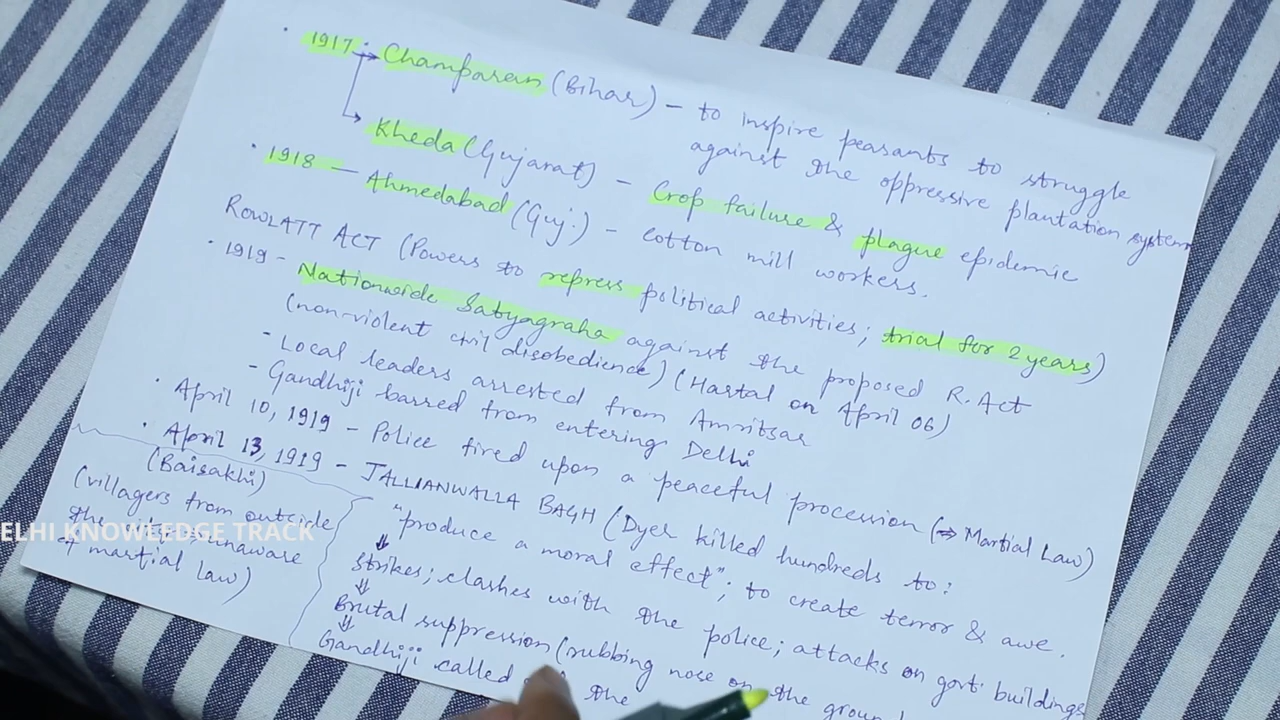 · 1917 : → Champaran (Bihar) – to inspire peasants to struggle
against the oppressive plantation system
→ Kheda (Gujarat) – Crop failure & plague epidemic
· 1918 — Ahmedabad (Guj.) – cotton mill workers.
ROWLATT ACT (Powers to repress political activities; trial for 2 years)
· 1919 - Nationwide Satyagraha against the proposed R. Act
(non-violent civil disobedience) (Hartal on April 06)
- Local leaders arrested from Amritsar
- Gandhiji barred from entering Delhi
· April 10, 1919 – Police fired upon a peaceful procession (⇒ Martial Law)
· April 13, 1919 – JALLIANWALLA BAGH (Dyer killed hundreds to:
(Baisakhi)
"produce a moral effect"; to create terror & awe.
(villagers from outside
the unaware
of martial law)
⇓
Strikes; clashes with the police; attacks on govt. buildings
⇓
Brutal suppression (rubbing nose on the ground
⇓
Gandhiji called the
ELHI KNOWLEDGE TRACK